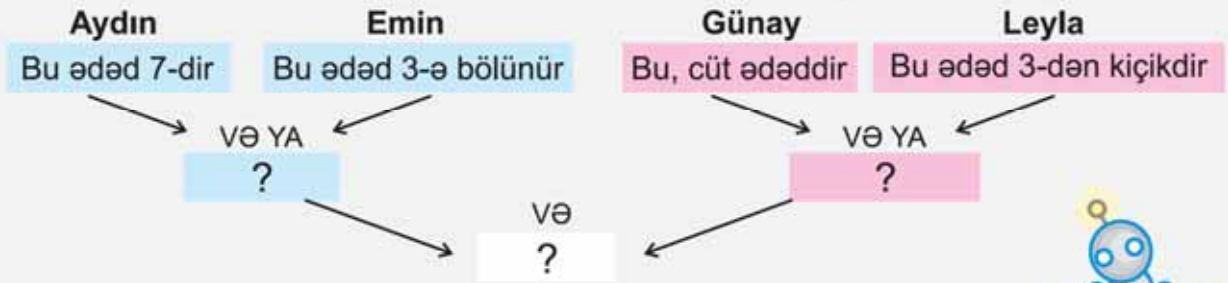 Aydın Emin Günay Leyla
Bu ədəd 7-dir Bu ədəd 3-ə bölünür Bu, cüt ədəddir Bu ədəd 3-dən kiçikdir
VƏ YA VƏ YA
? ?
VƏ
?